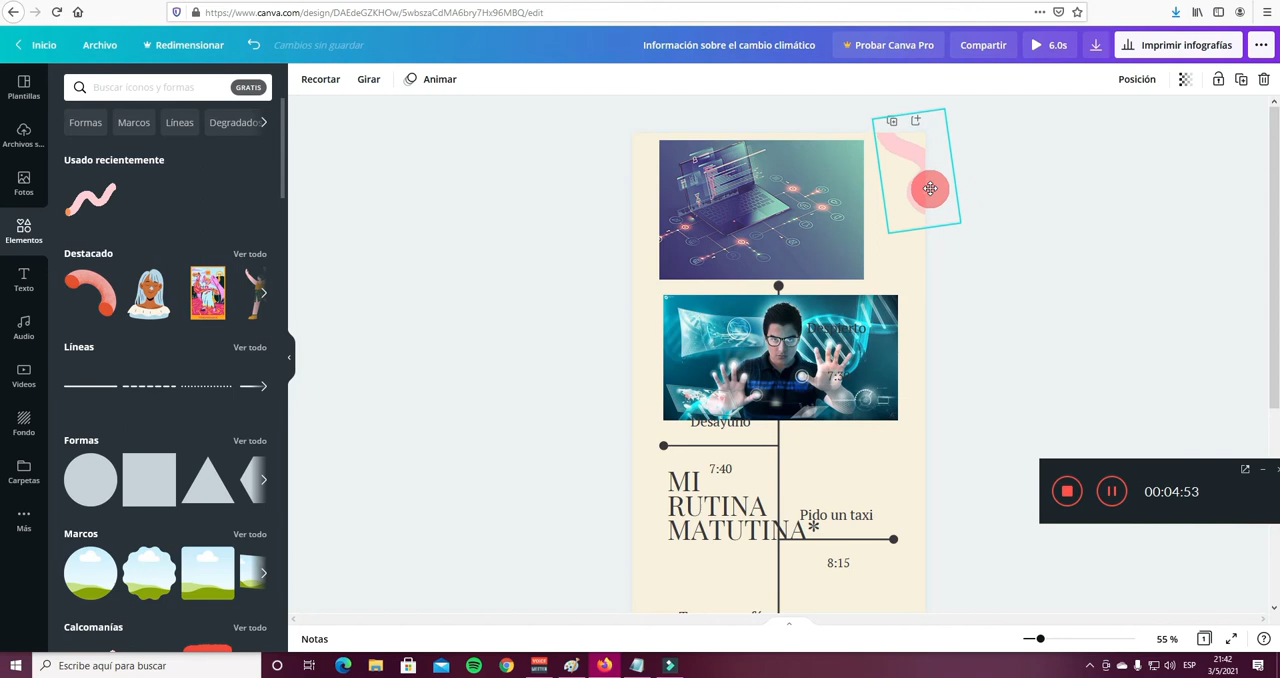 https://www.canva.com/design/DAEdeGZKHOw/5wbszaCdMA6bry7Hx96MBQ/edit
Inicio
Archivo
Redimensionar
Cambios sin guardar
Información sobre el cambio climático
Probar Canva Pro
Compartir
6.0s
Imprimir infografías
Plantillas
Archivos s...
Fotos
Elementos
Texto
Audio
Videos
Fondo
Carpetas
Más
Buscar íconos y formas
GRATIS
Formas
Marcos
Líneas
Degradados
Usado recientemente
Destacado
Ver todo
Líneas
Ver todo
Formas
Ver todo
Marcos
Ver todo
Calcomanías
Ver todo
Recortar
Girar
Animar
Posición
Despierto
Desayuno
7:40
MI
RUTINA
MATUTINA*
Pido un taxi
8:15
00:04:53
Notas
55 %
Escribe aquí para buscar
ESP
21:42
3/5/2021